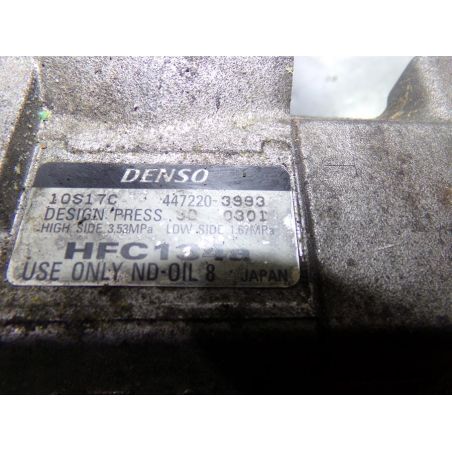 DENSO
10S17C 447220-3993
DESIGN PRESS. 0301
HIGH SIDE 3.53MPa LOW SIDE 1.67MPa
HFC134a
USE ONLY ND-OIL 8 JAPAN